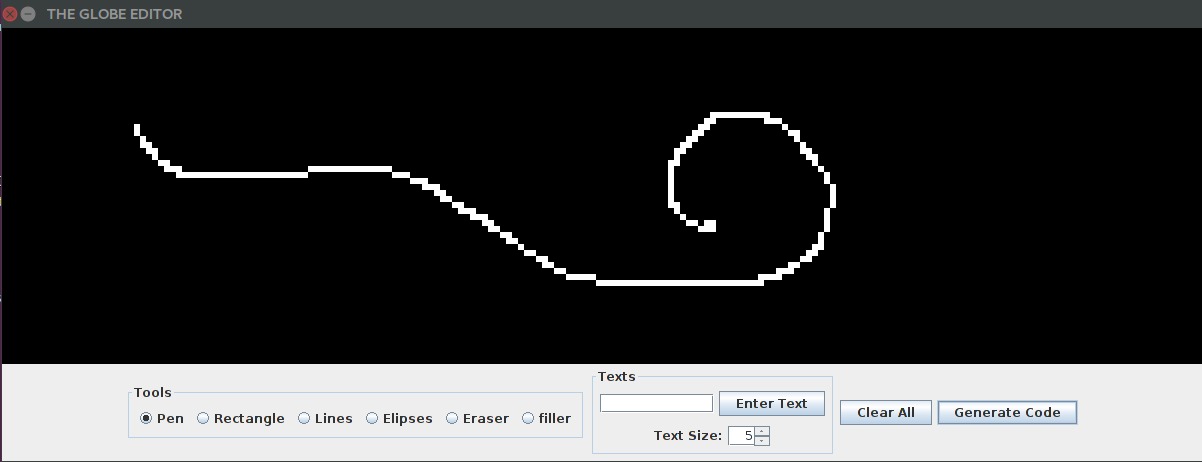 THE GLOBE EDITOR
Tools
Pen Rectangle Lines Elipses Eraser filler
Texts
Enter Text
Text Size: 5
Clear All Generate Code